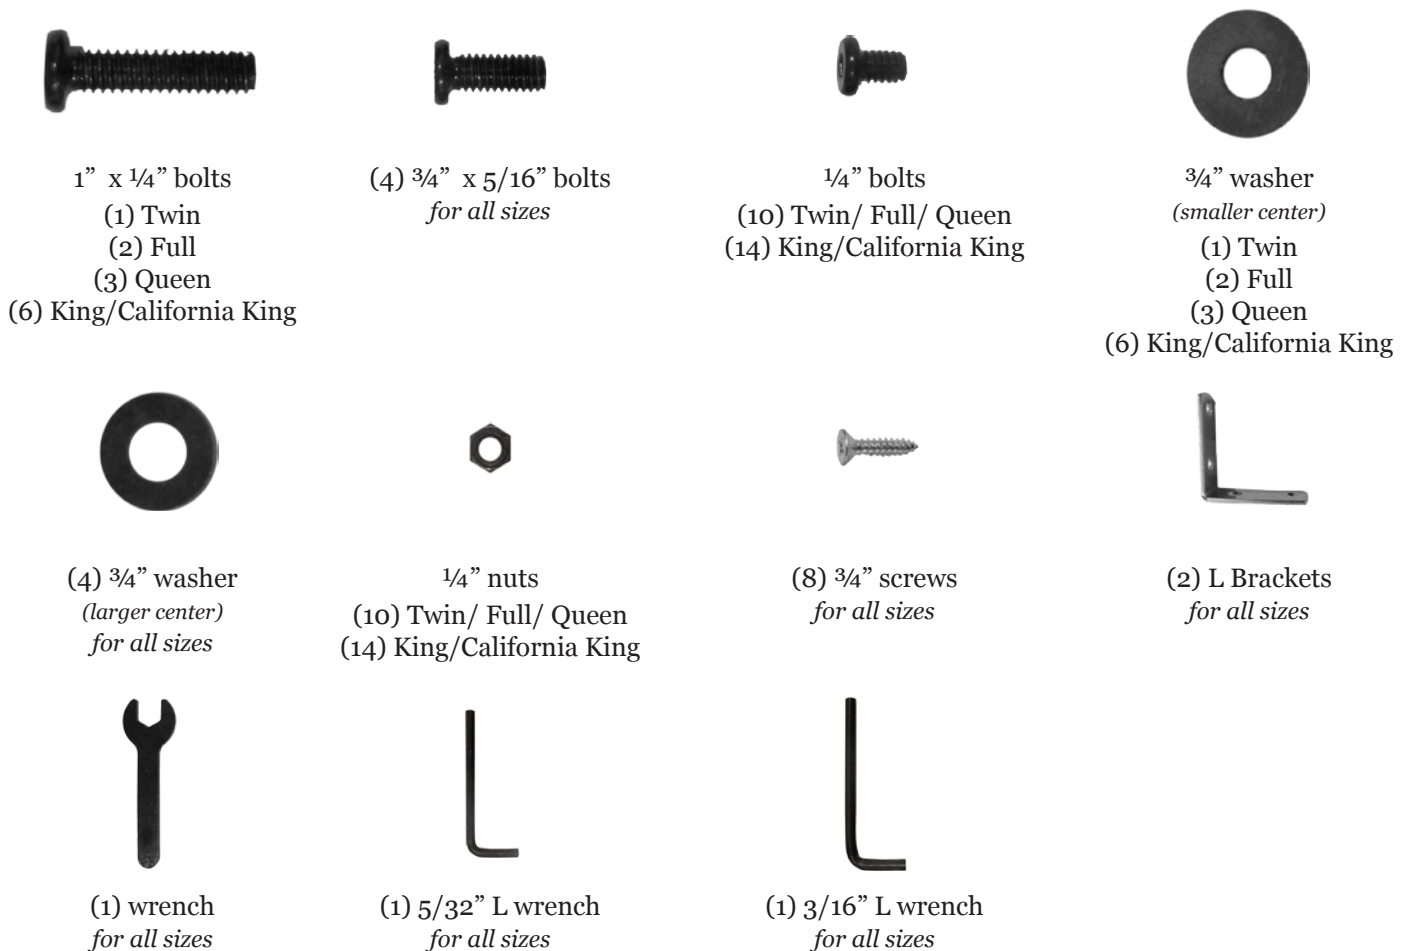 1” x ¼” bolts
(1) Twin
(2) Full
(3) Queen
(6) King/California King
(4) ¾” x 5/16” bolts
for all sizes
¼” bolts
(10) Twin/ Full/ Queen
(14) King/California King
¾” washer
(smaller center)
(1) Twin
(2) Full
(3) Queen
(6) King/California King
(4) ¾” washer
(larger center)
for all sizes
¼” nuts
(10) Twin/ Full/ Queen
(14) King/California King
(8) ¾” screws
for all sizes
(2) L Brackets
for all sizes
(1) wrench
for all sizes
(1) 5/32” L wrench
for all sizes
(1) 3/16” L wrench
for all sizes